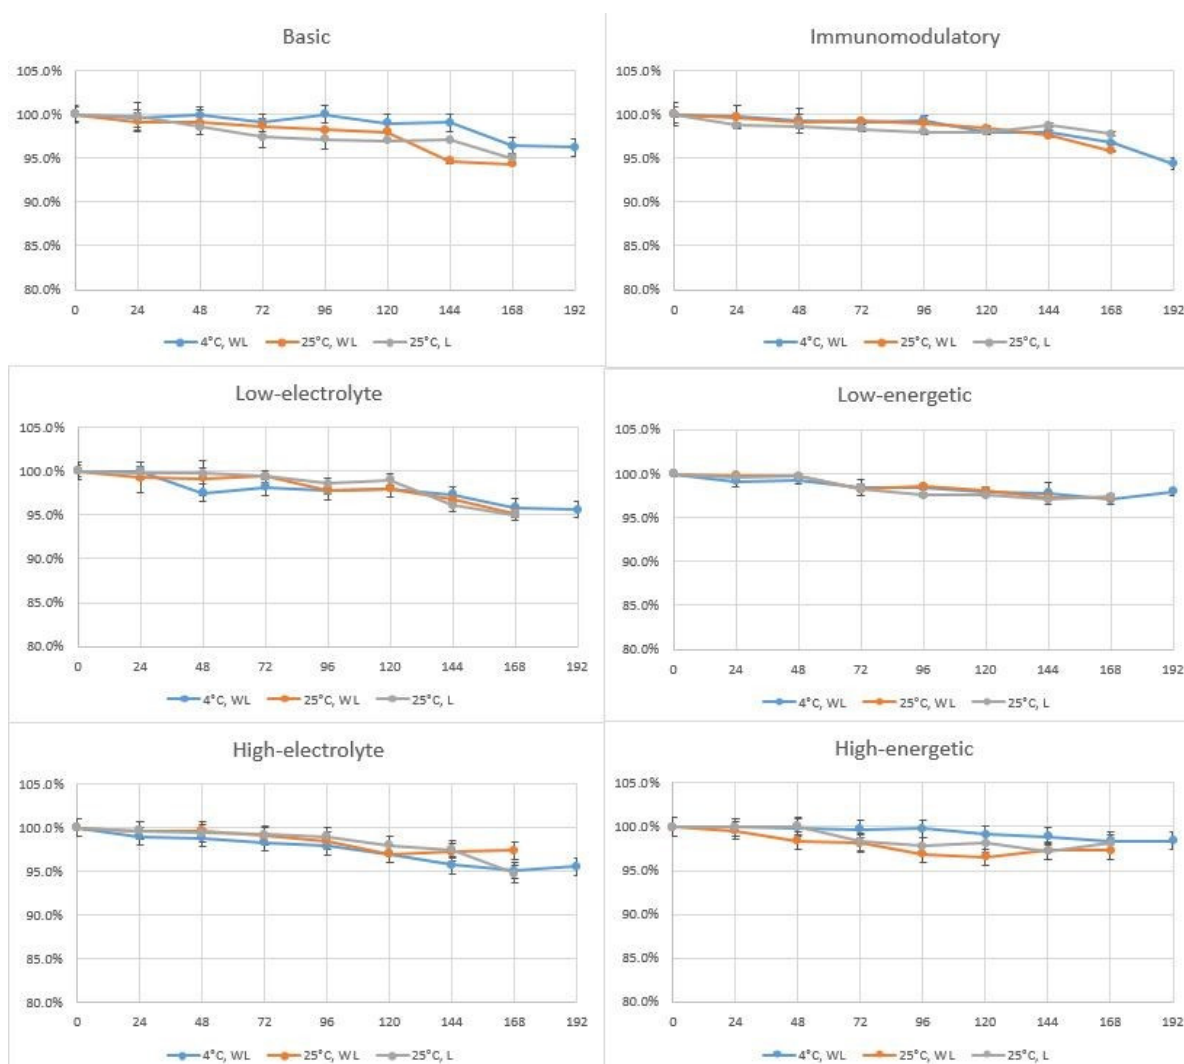 Basic
105.0%
100.0%
95.0%
90.0%
85.0%
80.0%
0 24 48 72 96 120 144 168 192
4°C, WL 25°C, WL 25°C, L
Immunomodulatory
105.0%
100.0%
95.0%
90.0%
85.0%
80.0%
0 24 48 72 96 120 144 168 192
4°C, WL 25°C, WL 25°C, L
Low-electrolyte
105.0%
100.0%
95.0%
90.0%
85.0%
80.0%
0 24 48 72 96 120 144 168 192
4°C, WL 25°C, WL 25°C, L
Low-energetic
105.0%
100.0%
95.0%
90.0%
85.0%
80.0%
0 24 48 72 96 120 144 168 192
4°C, WL 25°C, WL 25°C, L
High-electrolyte
105.0%
100.0%
95.0%
90.0%
85.0%
80.0%
0 24 48 72 96 120 144 168 192
4°C, WL 25°C, WL 25°C, L
High-energetic
105.0%
100.0%
95.0%
90.0%
85.0%
80.0%
0 24 48 72 96 120 144 168 192
4°C, WL 25°C, WL 25°C, L